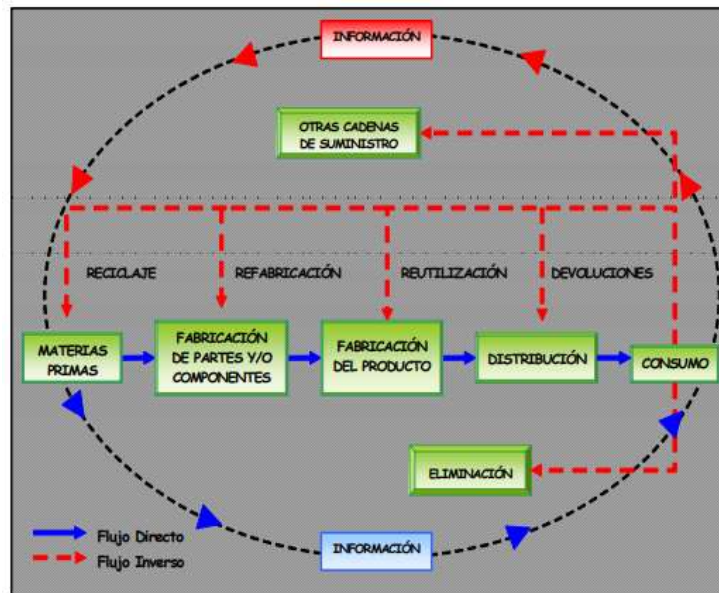 INFORMACIÓN
OTRAS CADENAS
DE SUMINISTRO
RECICLAJE
REFABRICACIÓN
REUTILIZACIÓN
DEVOLUCIONES
MATERIAS
PRIMAS
FABRICACIÓN
DE PARTES Y/O
COMPONENTES
FABRICACIÓN
DEL PRODUCTO
DISTRIBUCIÓN
CONSUMO
ELIMINACIÓN
Flujo Directo
Flujo Inverso
INFORMACIÓN